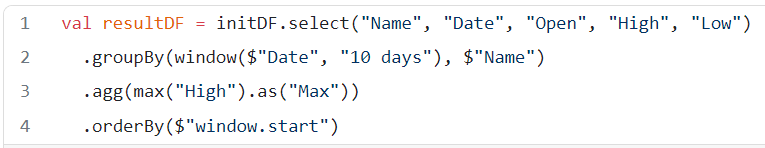 1 val resultDF = initDF.select("Name", "Date", "Open", "High", "Low")
2   .groupBy(window($"Date", "10 days"), $"Name")
3   .agg(max("High").as("Max"))
4   .orderBy($"window.start")